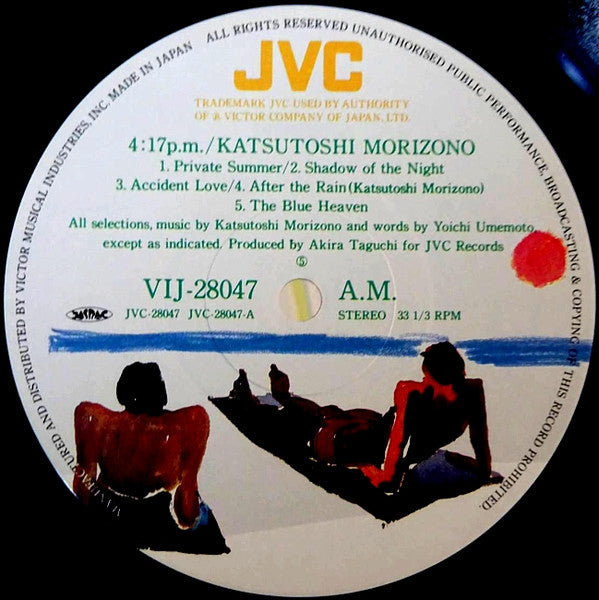 MANUFACTURED AND DISTRIBUTED BY VICTOR MUSICAL INDUSTRIES, INC. MADE IN JAPAN
ALL RIGHTS RESERVED UNAUTHORISED PUBLIC PERFORMANCE, BROADCASTING & COPYING OF THIS RECORD PROHIBITED.
JVC
TRADEMARK JVC USED BY AUTHORITY
OF & VICTOR COMPANY OF JAPAN, LTD.
4:17p.m./KATSUTOSHI MORIZONO
1. Private Summer/2. Shadow of the Night
3. Accident Love/4. After the Rain(Katsutoshi Morizono)
5. The Blue Heaven
All selections, music by Katsutoshi Morizono and words by Yoichi Umemoto,
except as indicated. Produced by Akira Taguchi for JVC Records
Ⓢ
VIJ-28047 A.M.
JASRAC JVC-28047 JVC-28047-A STEREO 33 1/3 RPM